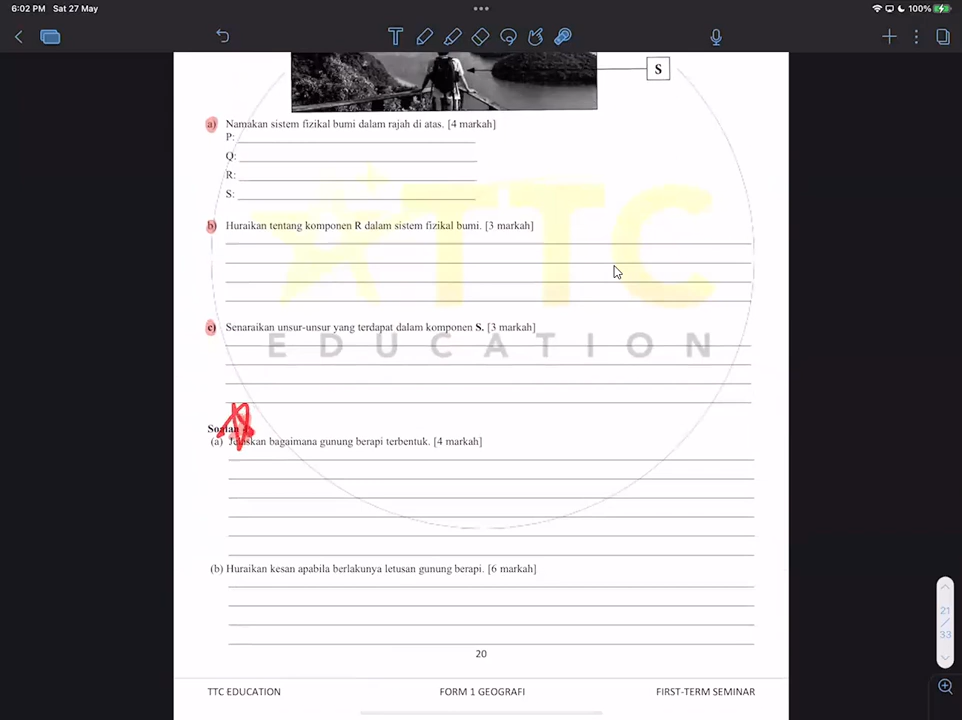 6:02 PM Sat 27 May
100%
S
a) Namakan sistem fizikal bumi dalam rajah di atas. [4 markah]
P:
Q:
R:
S:
b) Huraikan tentang komponen R dalam sistem fizikal bumi. [3 markah]
TTC
c) Senaraikan unsur-unsur yang terdapat dalam komponen S. [3 markah]
EDUCATION
(a) Jelaskan bagaimana gunung berapi terbentuk. [4 markah]
(b) Huraikan kesan apabila berlakunya letusan gunung berapi. [6 markah]
20
TTC EDUCATION FORM 1 GEOGRAFI FIRST-TERM SEMINAR
21
/
33